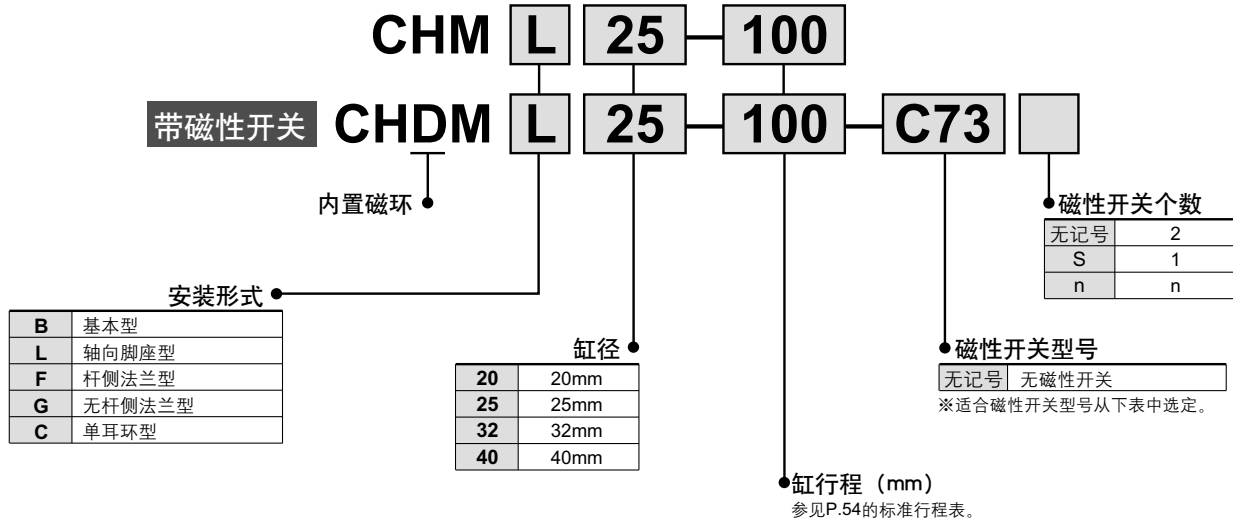 CHM L 25 100
带磁性开关 CHDM L 25 100 C73
内置磁环
磁性开关个数
无记号 2
S 1
n n
安装形式
B 基本型
L 轴向脚座型
F 杆侧法兰型
G 无杆侧法兰型
C 单耳环型
缸径
20 20mm
25 25mm
32 32mm
40 40mm
磁性开关型号
无记号 无磁性开关
※适合磁性开关型号从下表中选定。
缸行程（mm）
参见P.54的标准行程表。